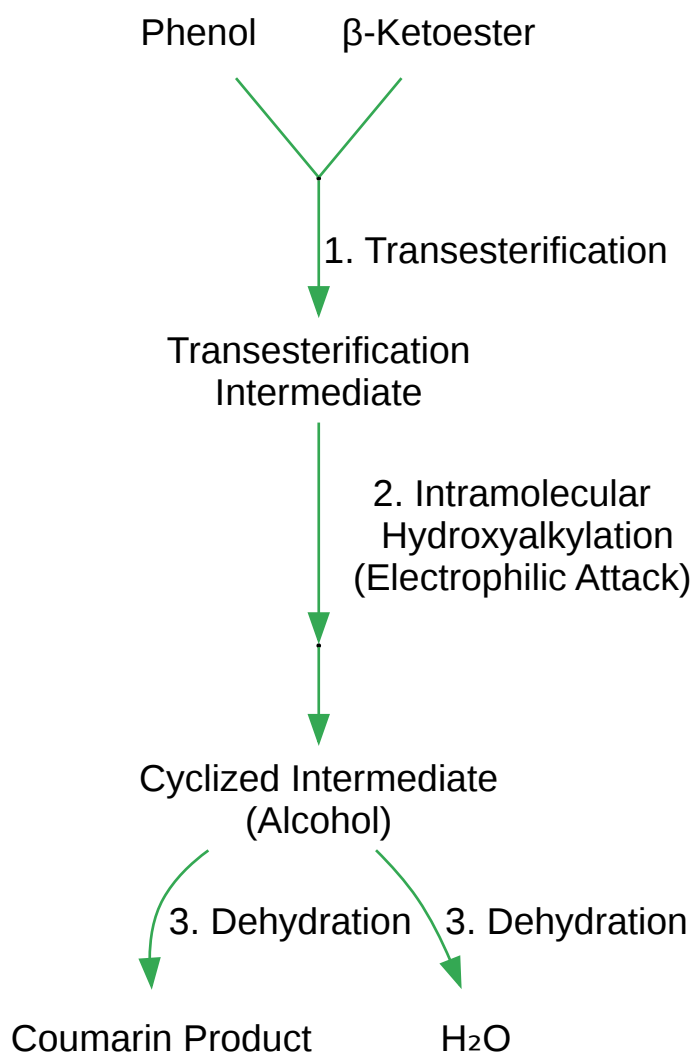 Phenol
β-Ketoester
1. Transesterification
Transesterification
Intermediate
2. Intramolecular
Hydroxyalkylation
(Electrophilic Attack)
Cyclized Intermediate
(Alcohol)
3. Dehydration
3. Dehydration
Coumarin Product
H₂O